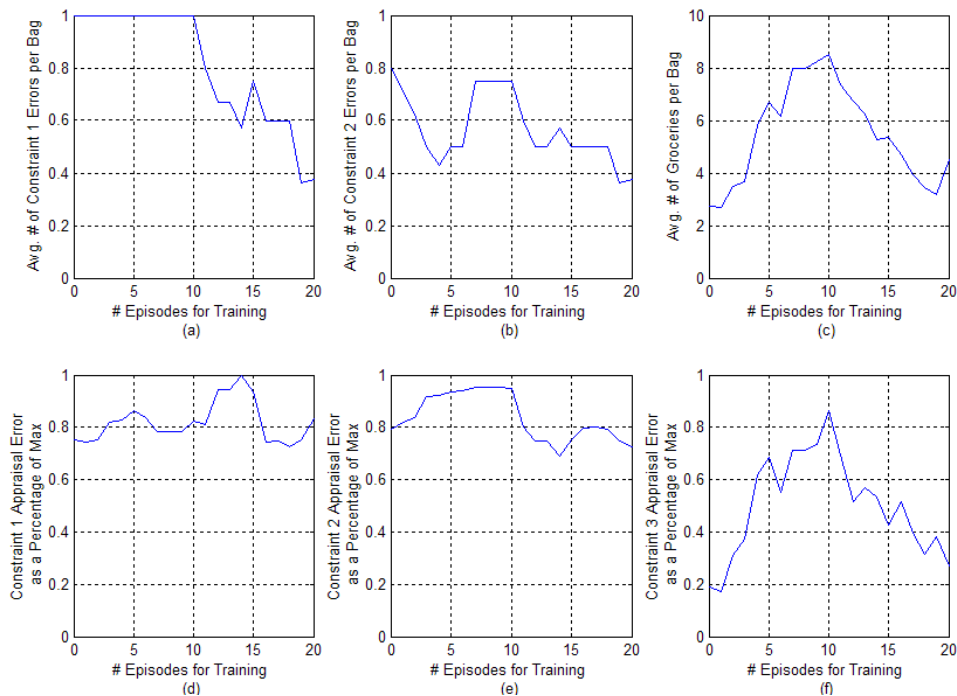 Avg. # of Constraint 1 Errors per Bag
1
0.8
0.6
0.4
0.2
0
0 5 10 15 20
# Episodes for Training
(a)
Avg. # of Constraint 2 Errors per Bag
1
0.8
0.6
0.4
0.2
0
0 5 10 15 20
# Episodes for Training
(b)
Avg. # of Groceries per Bag
10
8
6
4
2
0
0 5 10 15 20
# Episodes for Training
(c)
Constraint 1 Appraisal Error
as a Percentage of Max
1
0.8
0.6
0.4
0.2
0
0 5 10 15 20
# Episodes for Training
(d)
Constraint 2 Appraisal Error
as a Percentage of Max
1
0.8
0.6
0.4
0.2
0
0 5 10 15 20
# Episodes for Training
(e)
Constraint 3 Appraisal Error
as a Percentage of Max
1
0.8
0.6
0.4
0.2
0
0 5 10 15 20
# Episodes for Training
(f)